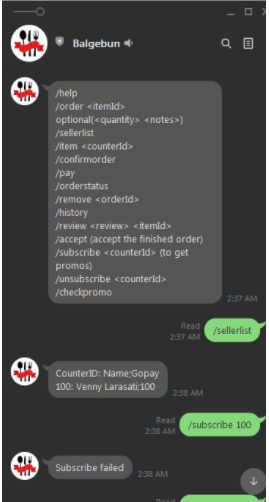 Balgebun
/help
/order <itemId>
optional(<quantity> <notes>)
/sellerlist
/item <counterId>
/confirmorder
/pay
/orderstatus
/remove <orderId>
/history
/review <review> <itemId>
/accept (accept the finished order)
/subscribe <counterId> (to get
promos)
/unsubscribe <counterId>
/checkpromo
2:37 AM
Read
2:37 AM
/sellerlist
CounterID: Name;Gopay
100: Venny Larasati;100
2:38 AM
Read
2:38 AM
/subscribe 100
Subscribe failed
2:38 AM
Read